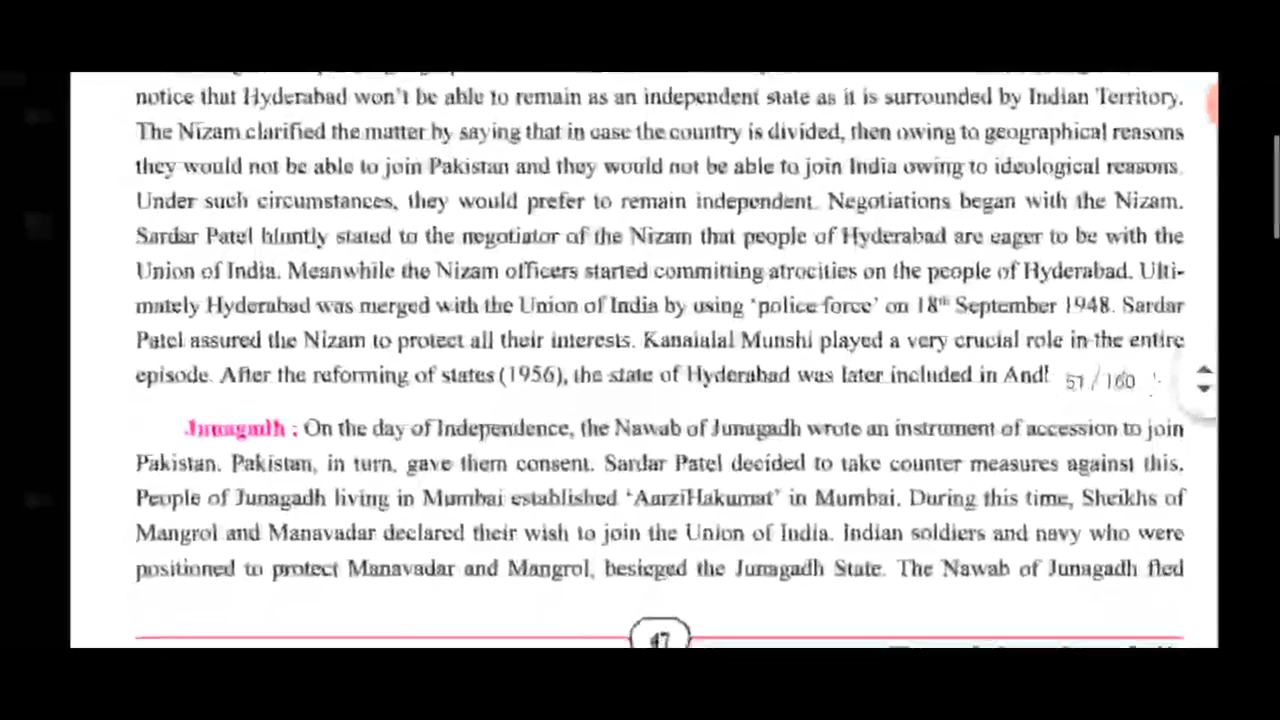 notice that Hyderabad won't be able to remain as an independent state as it is surrounded by Indian Territory.
The Nizam clarified the matter by saying that in case the country is divided, then owing to geographical reasons
they would not be able to join Pakistan and they would not be able to join India owing to ideological reasons.
Under such circumstances, they would prefer to remain independent. Negotiations began with the Nizam.
Sardar Patel bluntly stated to the negotiator of the Nizam that people of Hyderabad are eager to be with the
Union of India. Meanwhile the Nizam officers started committing atrocities on the people of Hyderabad. Ulti-
mately Hyderabad was merged with the Union of India by using 'police force' on 18th September 1948. Sardar
Patel assured the Nizam to protect all their interests. Kanaialal Munshi played a very crucial role in the entire
episode. After the reforming of states (1956), the state of Hyderabad was later included in
51 / 160
Junagadh : On the day of Independence, the Nawab of Junagadh wrote an instrument of accession to join
Pakistan. Pakistan, in turn, gave them consent. Sardar Patel decided to take counter measures against this.
People of Junagadh living in Mumbai established 'AarziHakumat' in Mumbai. During this time, Sheikhs of
Mangrol and Manavadar declared their wish to join the Union of India. Indian soldiers and navy who were
positioned to protect Manavadar and Mangrol, besieged the Junagadh State. The Nawab of Junagadh fled
47